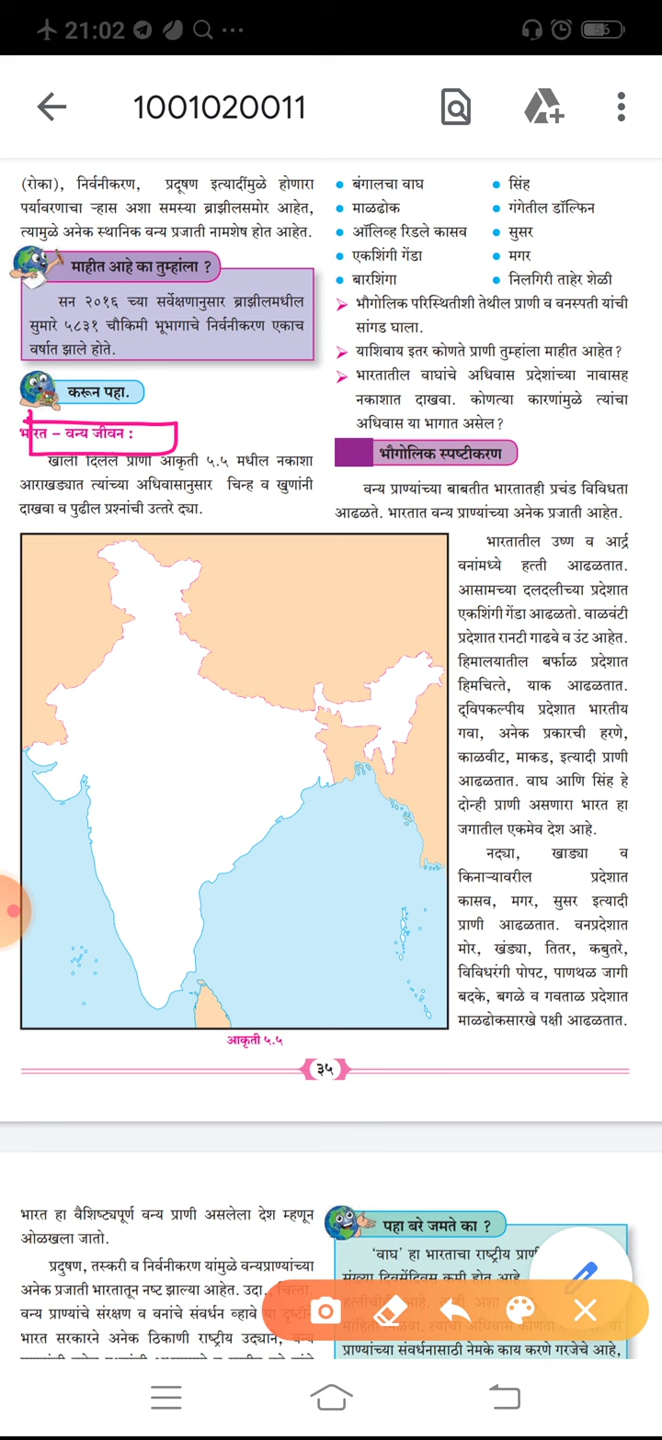 21:02
56
1001020011
(रोका), निर्वनीकरण, प्रदूषण इत्यादींमुळे होणारा
पर्यावरणाचा ऱ्हास अशा समस्या ब्राझीलसमोर आहेत,
त्यामुळे अनेक स्थानिक वन्य प्रजाती नामशेष होत आहेत.
माहीत आहे का तुम्हांला ?
सन २०१६ च्या सर्वेक्षणानुसार ब्राझीलमधील
सुमारे ५८३१ चौकिमी भूभागाचे निर्वनीकरण एकाच
वर्षात झाले होते.
करून पहा.
भारत – वन्य जीवन :
खाली दिलेले प्राणी आकृती ५.५ मधील नकाशा
आराखड्यात त्यांच्या अधिवासानुसार चिन्ह व खुणांनी
दाखवा व पुढील प्रश्नांची उत्तरे द्या.
आकृती ५.५
• बंगालचा वाघ
• माळढोक
• ऑलिव्ह रिडले कासव
• एकशिंगी गेंडा
• बारशिंगा
• सिंह
• गंगेतील डॉल्फिन
• सुसर
• मगर
• निलगिरी ताहेर शेळी
➤ भौगोलिक परिस्थितीशी तेथील प्राणी व वनस्पती यांची
सांगड घाला.
➤ याशिवाय इतर कोणते प्राणी तुम्हांला माहीत आहेत ?
➤ भारतातील वाघांचे अधिवास प्रदेशांच्या नावासह
नकाशात दाखवा. कोणत्या कारणांमुळे त्यांचा
अधिवास या भागात असेल ?
भौगोलिक स्पष्टीकरण
वन्य प्राण्यांच्या बाबतीत भारतातही प्रचंड विविधता
आढळते. भारतात वन्य प्राण्यांच्या अनेक प्रजाती आहेत.
भारतातील उष्ण व आर्द्र
वनांमध्ये हत्ती आढळतात.
आसामच्या दलदलीच्या प्रदेशात
एकशिंगी गेंडा आढळतो. वाळवंटी
प्रदेशात रानटी गाढवे व उंट आहेत.
हिमालयातील बर्फाळ प्रदेशात
हिमचित्ते, याक आढळतात.
द्विपकल्पीय प्रदेशात भारतीय
गवा, अनेक प्रकारची हरणे,
काळवीट, माकड, इत्यादी प्राणी
आढळतात. वाघ आणि सिंह हे
दोन्ही प्राणी असणारा भारत हा
जगातील एकमेव देश आहे.
नद्या, खाड्या व
किनाऱ्यावरील प्रदेशात
कासव, मगर, सुसर इत्यादी
प्राणी आढळतात. वनप्रदेशात
मोर, खंड्या, तितर, कबुतरे,
विविधरंगी पोपट, पाणथळ जागी
बदके, बगळे व गवताळ प्रदेशात
माळढोकसारखे पक्षी आढळतात.
३५
भारत हा वैशिष्ट्यपूर्ण वन्य प्राणी असलेला देश म्हणून
ओळखला जातो.
प्रदुषण, तस्करी व निर्वनीकरण यांमुळे वन्यप्राण्यांच्या
अनेक प्रजाती भारतातून नष्ट झाल्या आहेत. उदा., चित्ता.
वन्य प्राण्यांचे संरक्षण व वनांचे संवर्धन व्हावे या दृष्टीने
भारत सरकारने अनेक ठिकाणी राष्ट्रीय उद्याने, वन्य
पहा बरे जमते का ?
'वाघ' हा भारताचा राष्ट्रीय
संख्या दिवसेंदिवस कमी होत आहे.
प्राण्यांच्या संवर्धनासाठी नेमके काय करणे गरजेचे आहे,